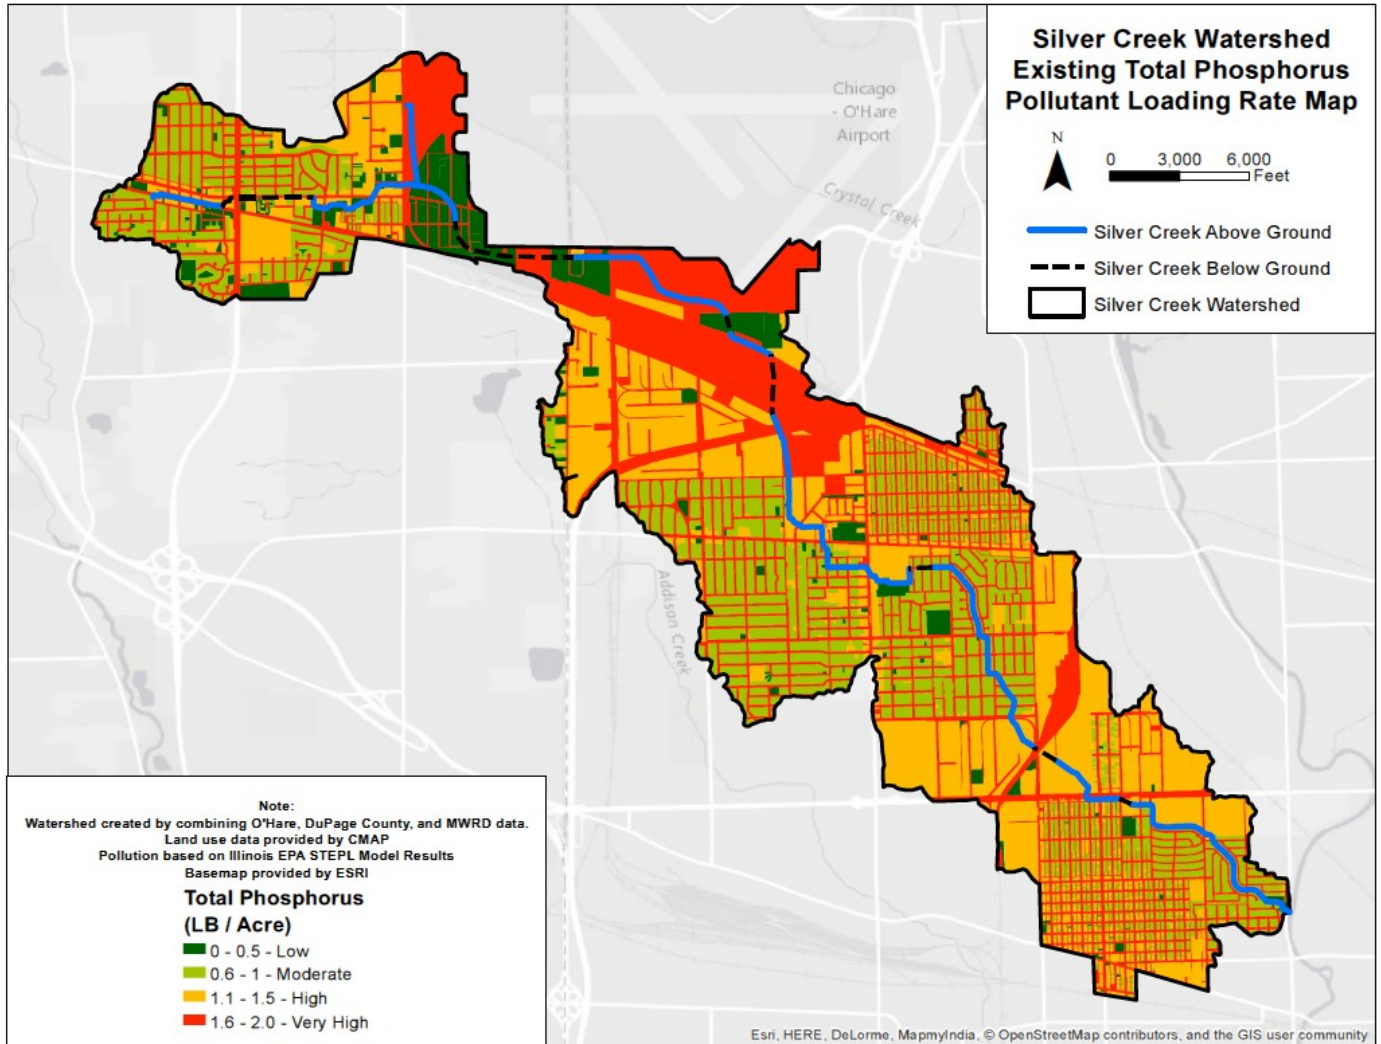 Silver Creek Watershed
Existing Total Phosphorus
Pollutant Loading Rate Map
N
0 3,000 6,000
Feet
Silver Creek Above Ground
Silver Creek Below Ground
Silver Creek Watershed
Chicago
- O'Hare
Airport
Crystal Creek
Addison Creek
Note:
Watershed created by combining O'Hare, DuPage County, and MWRD data.
Land use data provided by CMAP
Pollution based on Illinois EPA STEPL Model Results
Basemap provided by ESRI
Total Phosphorus
(LB / Acre)
0 - 0.5 - Low
0.6 - 1 - Moderate
1.1 - 1.5 - High
1.6 - 2.0 - Very High
Esri, HERE, DeLorme, MapmyIndia, © OpenStreetMap contributors, and the GIS user community